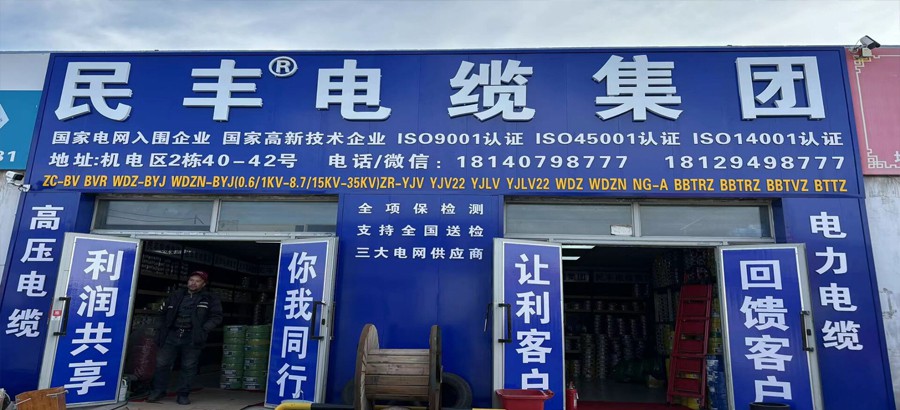 民丰®电缆集团
国家电网入围企业 国家高新技术企业 ISO9001认证 ISO45001认证 ISO14001认证
地址:机电区2栋40-42号 电话/微信:18140798777 18129498777
ZC-BV BVR WDZ-BYJ WDZN-BYJ(0.6/1KV-8.7/15KV-35KV)ZR-YJV YJV22 YJLV YJLV22 WDZ WDZN NG-A BBTRZ BBTRZ BBTVZ BTTZ
高压电缆
利润共享
你我同行
全项保检测
支持全国送检
三大电网供应商
让利客户
回馈客户
电力电缆
31